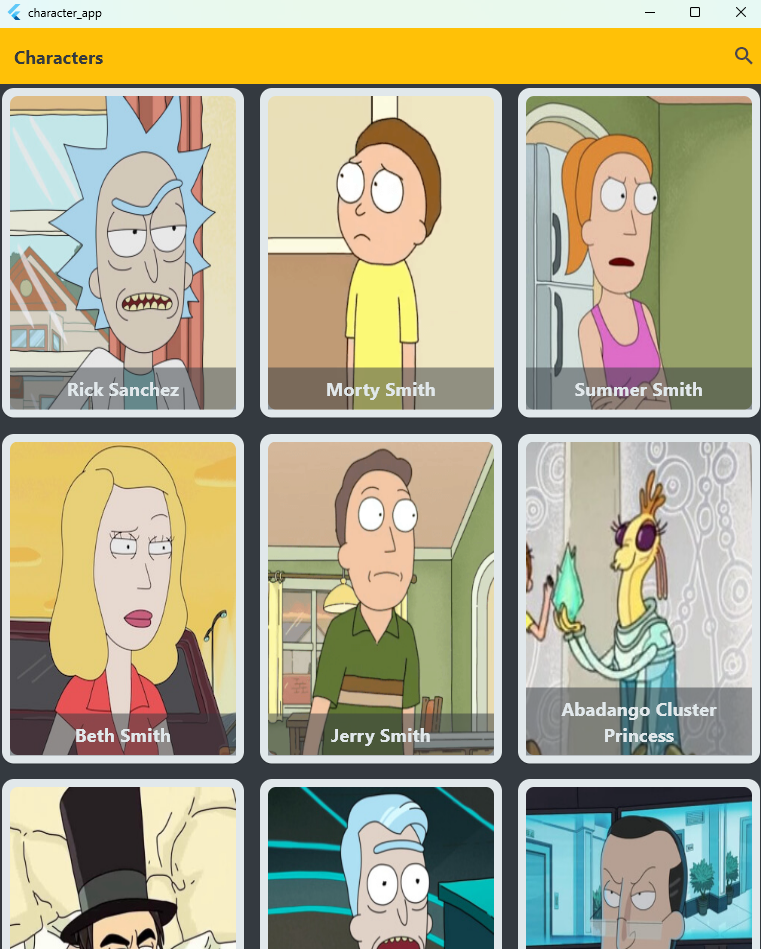 character_app
Characters
Rick Sanchez
Morty Smith
Summer Smith
Beth Smith
Jerry Smith
Abadango Cluster
Princess